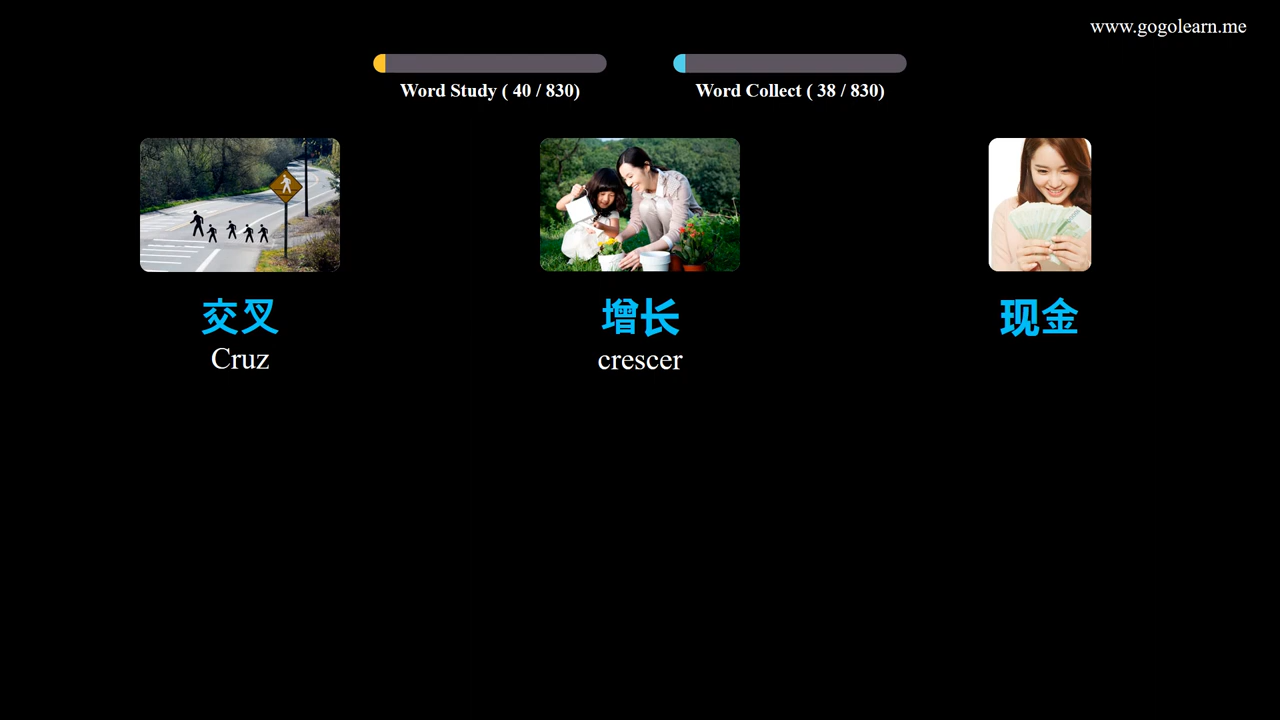 www.gogolearn.me
Word Study ( 40 / 830)
Word Collect ( 38 / 830)
交叉
Cruz
增长
crescer
现金